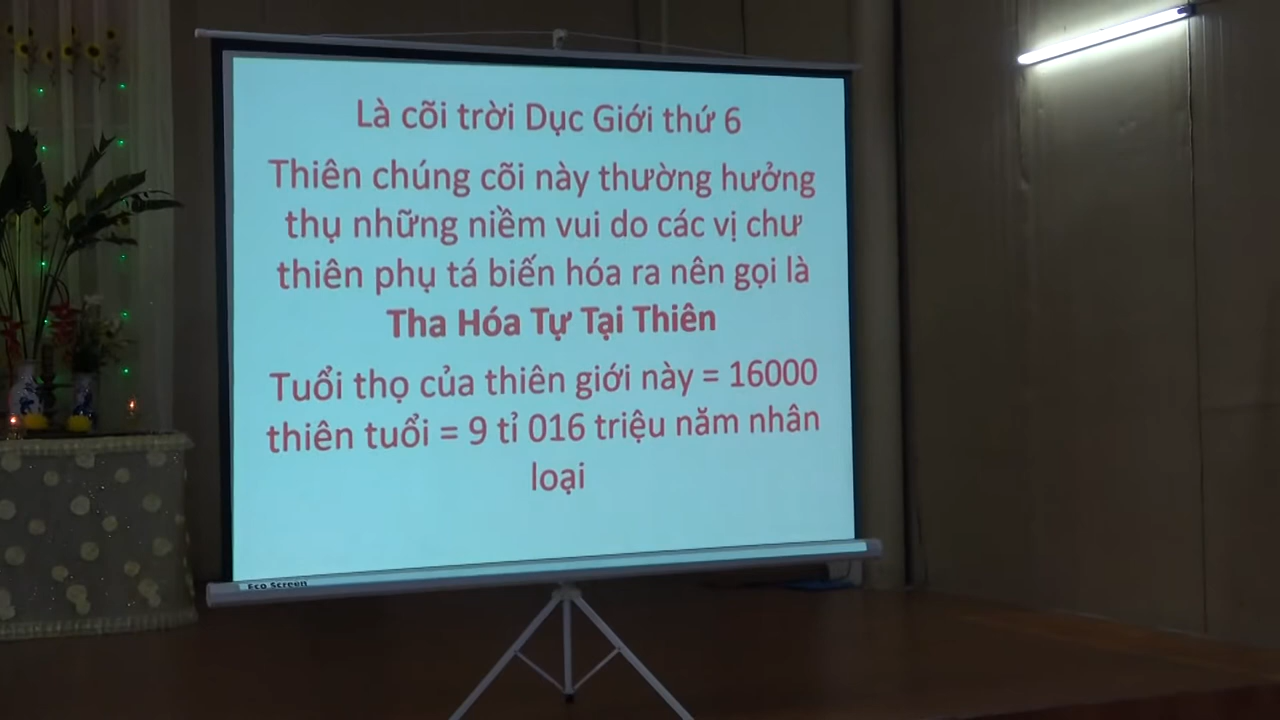 Là cõi trời Dục Giới thứ 6
Thiên chúng cõi này thường hưởng
thụ những niềm vui do các vị chư
thiên phụ tá biến hóa ra nên gọi là
Tha Hóa Tự Tại Thiên
Tuổi thọ của thiên giới này = 16000
thiên tuổi = 9 tỉ 016 triệu năm nhân
loại
Eco Screen